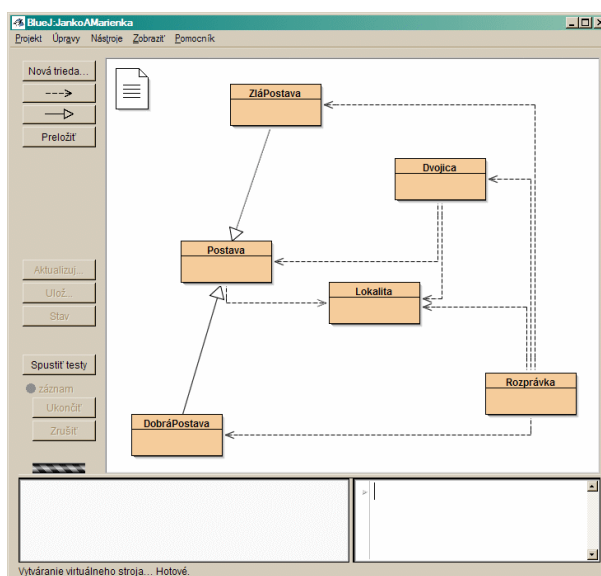 BlueJ:JankoAMarienka
Projekt Úpravy Nástroje Zobraziť Pomocník
Nová trieda...
Preložiť
ZláPostava
Dvojica
Postava
Lokalita
Rozprávka
DobráPostava
Aktualizuj...
Ulož...
Stav
Spustiť testy
záznam
Ukončiť
Zrušiť
>
Vytváranie virtuálneho stroja... Hotové.